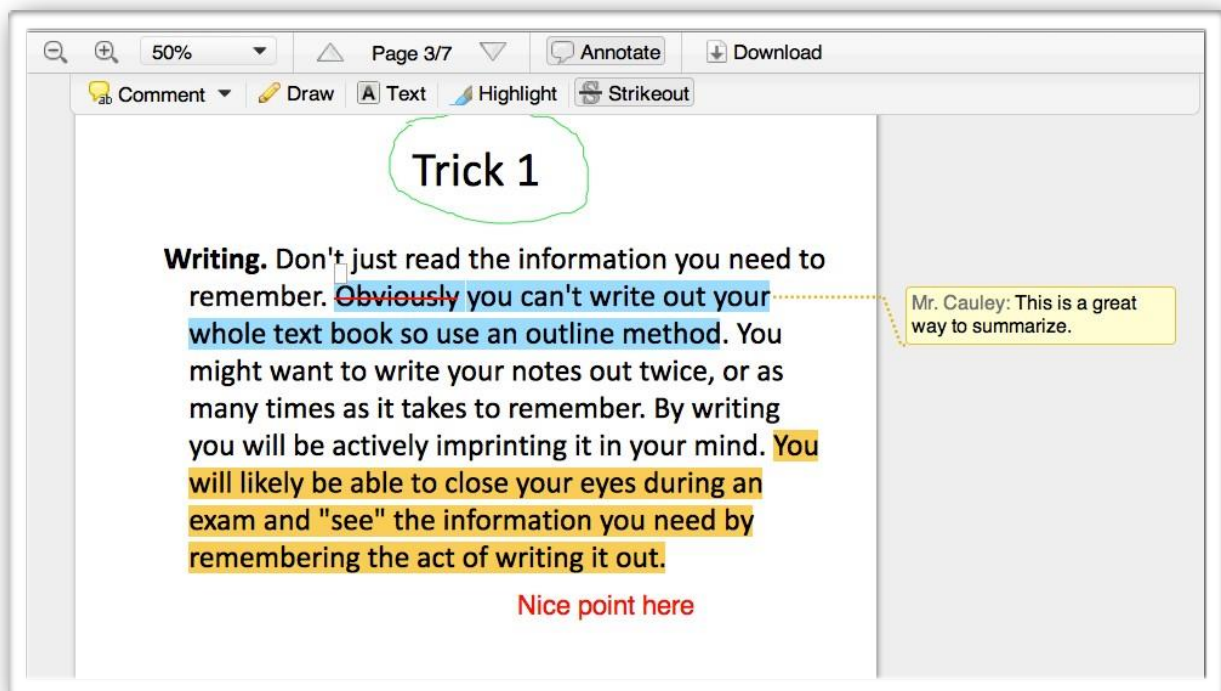 50% Page 3/7 Annotate Download
Comment Draw A Text Highlight S Strikeout
Trick 1
Writing. Don't just read the information you need to
remember. Obviously you can't write out your
whole text book so use an outline method. You
might want to write your notes out twice, or as
many times as it takes to remember. By writing
you will be actively imprinting it in your mind. You
will likely be able to close your eyes during an
exam and "see" the information you need by
remembering the act of writing it out.
Nice point here
Mr. Cauley: This is a great
way to summarize.